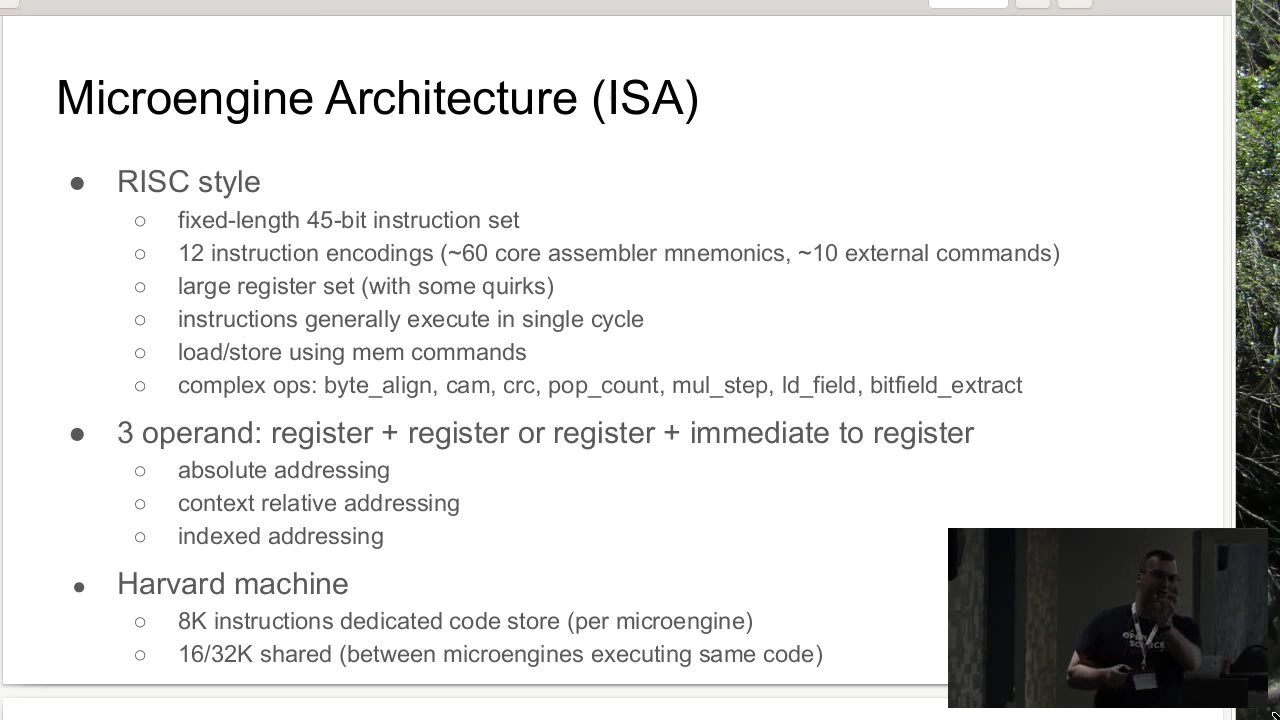 Microengine Architecture (ISA)
● RISC style
○ fixed-length 45-bit instruction set
○ 12 instruction encodings (~60 core assembler mnemonics, ~10 external commands)
○ large register set (with some quirks)
○ instructions generally execute in single cycle
○ load/store using mem commands
○ complex ops: byte_align, cam, crc, pop_count, mul_step, ld_field, bitfield_extract
● 3 operand: register + register or register + immediate to register
○ absolute addressing
○ context relative addressing
○ indexed addressing
● Harvard machine
○ 8K instructions dedicated code store (per microengine)
○ 16/32K shared (between microengines executing same code)
OPEN
SOURCE